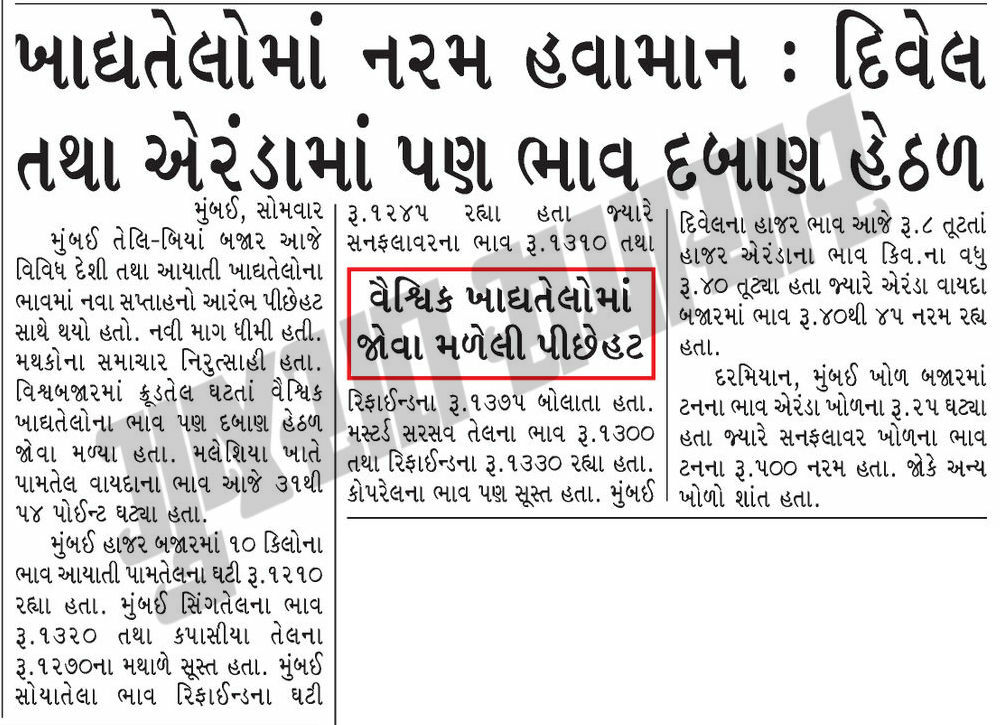 ખાદ્યતેલોમાં નરમ હવામાન : દિવેલ
તથા એરંડામાં પણ ભાવ દબાણ હેઠળ
મુંબઈ, સોમવાર
મુંબઈ તેલિ-બિયાં બજાર આજે
વિવિધ દેશી તથા આયાતી ખાદ્યતેલોના
ભાવમાં નવા સપ્તાહનો આરંભ પીછેહટ
સાથે થયો હતો. નવી માગ ધીમી હતી.
મથકોના સમાચાર નિરુત્સાહી હતા.
વિશ્વબજારમાં ક્રૂડતેલ ઘટતાં વૈશ્વિક
ખાદ્યતેલોના ભાવ પણ દબાણ હેઠળ
જોવા મળ્યા હતા. મલેશિયા ખાતે
પામતેલ વાયદાના ભાવ આજે ૩૧થી
૫૪ પોઈન્ટ ઘટ્યા હતા.
મુંબઈ હાજર બજારમાં ૧૦ કિલોના
ભાવ આયાતી પામતેલના ઘટી રૂ.૧૨૧૦
રહ્યા હતા. મુંબઈ સિંગતેલના ભાવ
રૂ.૧૩૨૦ તથા કપાસીયા તેલના
રૂ.૧૨૭૦ના મથાળે સૂસ્ત હતા. મુંબઈ
સોયાતેલા ભાવ રિફાઈન્ડના ઘટી
રૂ.૧૨૪૫ રહ્યા હતા જ્યારે
સનફલાવરના ભાવ રૂ.૧૩૧૦ તથા
વૈશ્વિક ખાદ્યતેલોમાં
જોવા મળેલી પીછેહટ
રિફાઈન્ડના રૂ.૧૩૭૫ બોલાતા હતા.
મસ્ટર્ડ સરસવ તેલના ભાવ રૂ.૧૩૦૦
તથા રિફાઈન્ડના રૂ.૧૩૩૦ રહ્યા હતા.
કોપરેલના ભાવ પણ સૂસ્ત હતા. મુંબઈ
દિવેલના હાજર ભાવ આજે રૂ.૮ તૂટતાં
હાજર એરંડાના ભાવ કિવ.ના વધુ
રૂ.૪૦ તૂટ્યા હતા જ્યારે એરંડા વાયદા
બજારમાં ભાવ રૂ.૪૦થી ૪૫ નરમ રહ્ય
હતા.
દરમિયાન, મુંબઈ ખોળ બજારમાં
ટનના ભાવ એરંડા ખોળના રૂ.૨૫ ઘટ્યા
હતા જ્યારે સનફલાવર ખોળના ભાવ
ટનના રૂ.૫૦૦ નરમ હતા. જોકે અન્ય
ખોળો શાંત હતા.
ગુજરાત સમાચાર